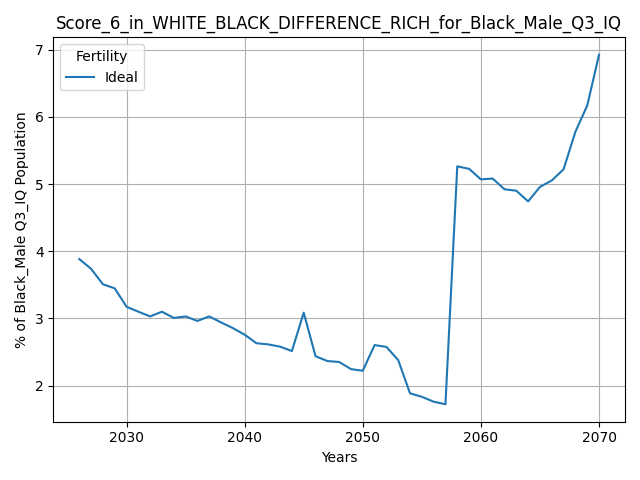 Score_6_in_WHITE_BLACK_DIFFERENCE_RICH_for_Black_Male_Q3_IQ
Fertility
Ideal
% of Black_Male Q3_IQ Population
7
6
5
4
3
2
2030 2040 2050 2060 2070
Years